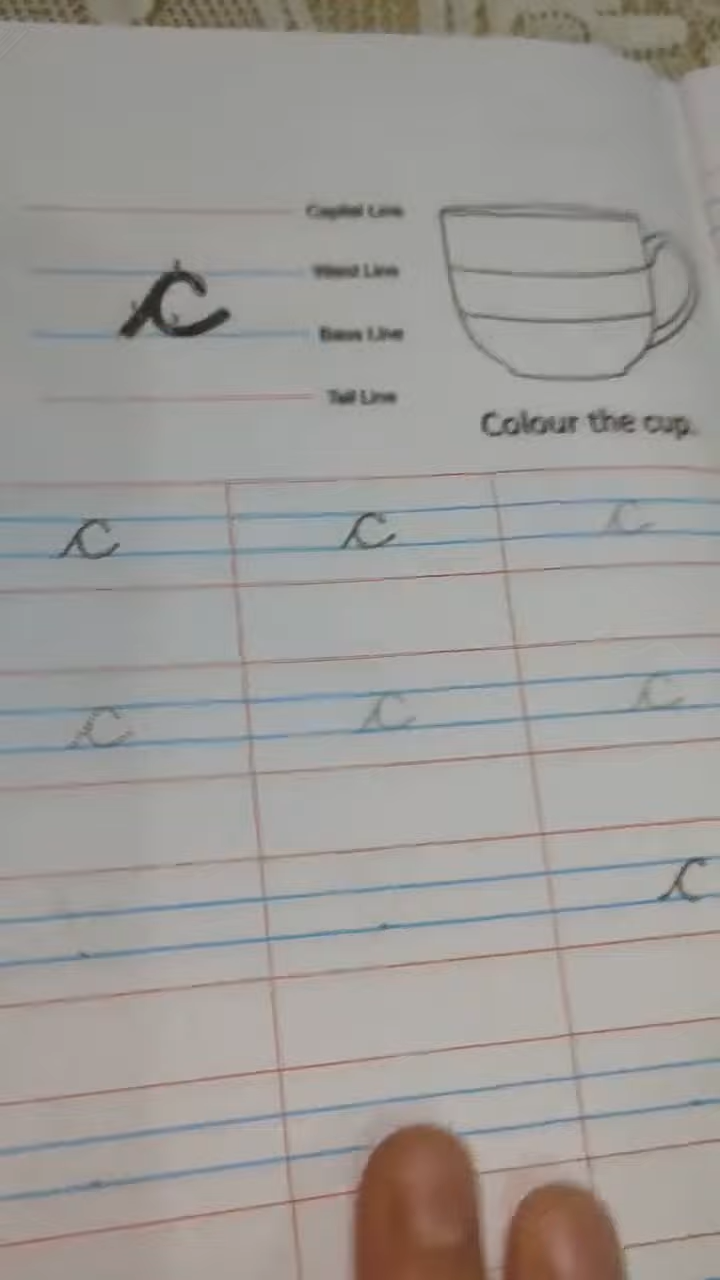 Capital Line
Waist Line
c
Base Line
Tail Line
Colour the cup.
c c c
c c c
c